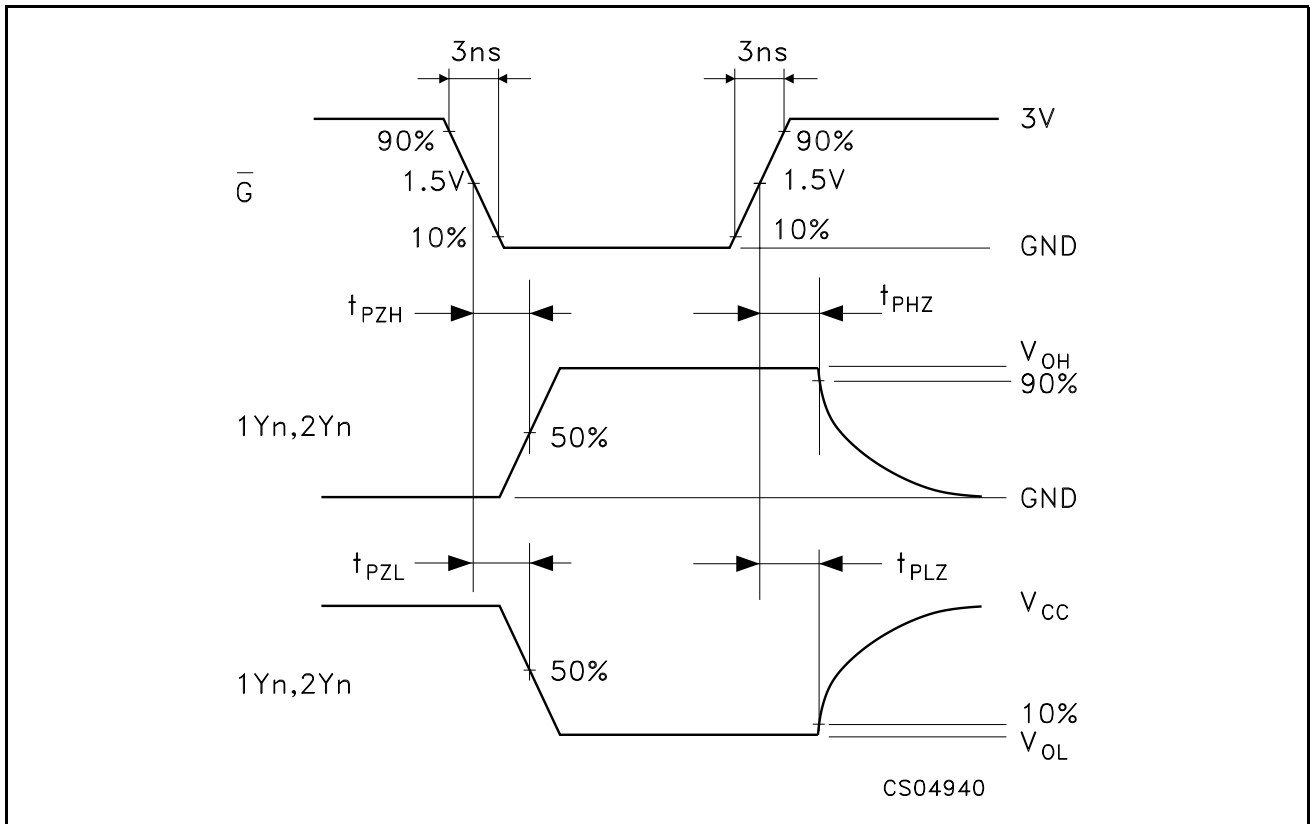 3ns 3ns
3V
90% 90%
1.5V 1.5V
G̅
10% 10%
GND
tPZH tPHZ
VOH
90%
1Yn,2Yn
50%
GND
tPZL tPLZ
VCC
50%
1Yn,2Yn
10%
VOL
CS04940